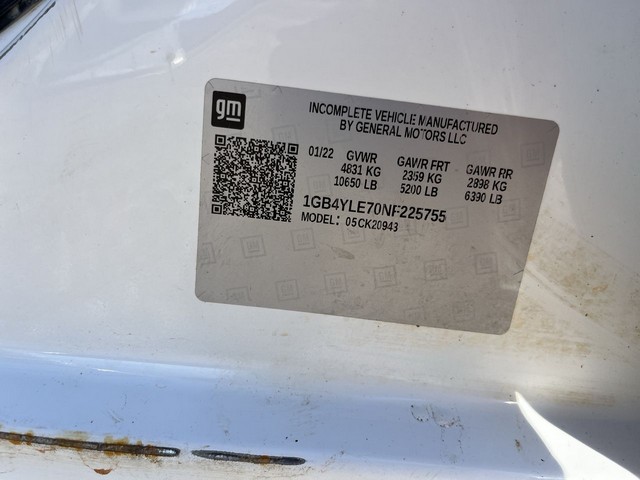 gm
INCOMPLETE VEHICLE MANUFACTURED
BY GENERAL MOTORS LLC
01/22 GVWR GAWR FRT GAWR RR
4831 KG 2359 KG 2898 KG
10650 LB 5200 LB 6390 LB
1GB4YLE70NF225755
MODEL: 05CK20943